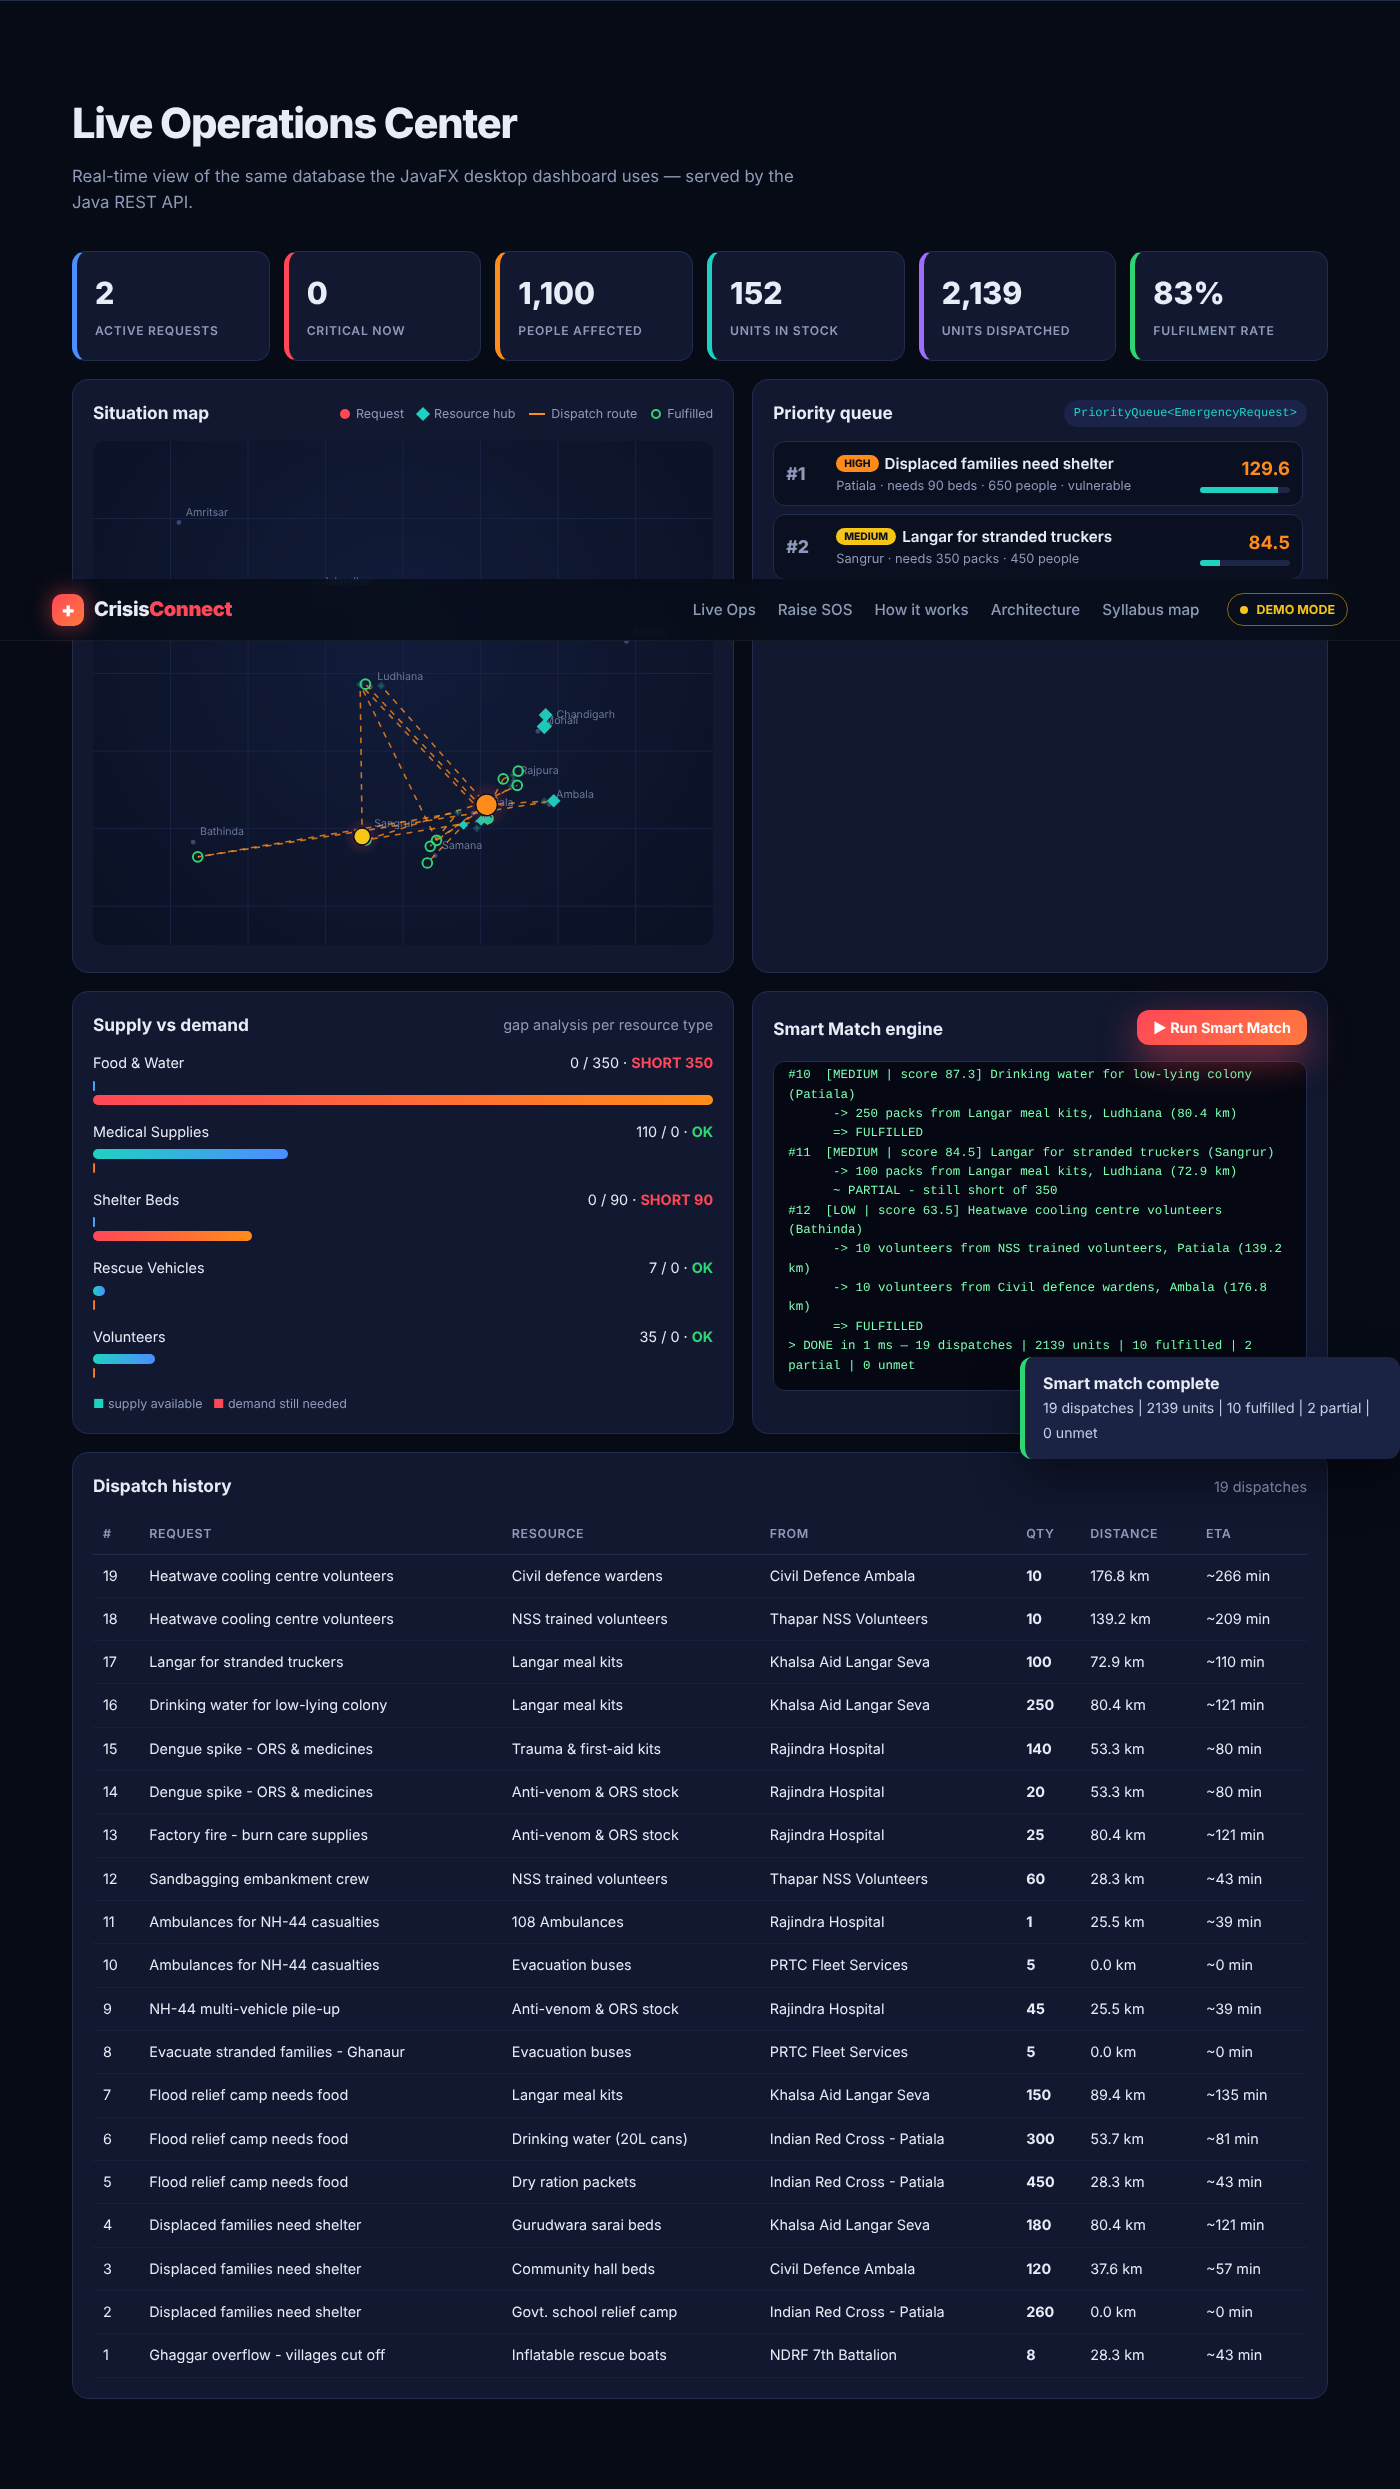 Live Operations Center
Real-time view of the same database the JavaFX desktop dashboard uses — served by the
Java REST API.
2
ACTIVE REQUESTS
0
CRITICAL NOW
1,100
PEOPLE AFFECTED
152
UNITS IN STOCK
2,139
UNITS DISPATCHED
83%
FULFILMENT RATE
Situation map
Request
Resource hub
Dispatch route
Fulfilled
Amritsar
Ludhiana
Chandigarh
Rajpura
Ambala
Sangrur
Samana
Bathinda
Priority queue
PriorityQueue<EmergencyRequest>
#1
HIGH Displaced families need shelter
Patiala · needs 90 beds · 650 people · vulnerable
129.6
#2
MEDIUM Langar for stranded truckers
Sangrur · needs 350 packs · 450 people
84.5
CrisisConnect
Live Ops
Raise SOS
How it works
Architecture
Syllabus map
DEMO MODE
Supply vs demand
gap analysis per resource type
Food & Water
0 / 350 · SHORT 350
Medical Supplies
110 / 0 · OK
Shelter Beds
0 / 90 · SHORT 90
Rescue Vehicles
7 / 0 · OK
Volunteers
35 / 0 · OK
supply available
demand still needed
Smart Match engine
▶ Run Smart Match
#10 [MEDIUM | score 87.3] Drinking water for low-lying colony
(Patiala)
-> 250 packs from Langar meal kits, Ludhiana (80.4 km)
=> FULFILLED
#11 [MEDIUM | score 84.5] Langar for stranded truckers (Sangrur)
-> 100 packs from Langar meal kits, Ludhiana (72.9 km)
~ PARTIAL - still short of 350
#12 [LOW | score 63.5] Heatwave cooling centre volunteers
(Bathinda)
-> 10 volunteers from NSS trained volunteers, Patiala (139.2
km)
-> 10 volunteers from Civil defence wardens, Ambala (176.8
km)
=> FULFILLED
> DONE in 1 ms — 19 dispatches | 2139 units | 10 fulfilled | 2
partial | 0 unmet
Smart match complete
19 dispatches | 2139 units | 10 fulfilled | 2 partial |
0 unmet
Dispatch history
19 dispatches
# REQUEST RESOURCE FROM QTY DISTANCE ETA
19 Heatwave cooling centre volunteers Civil defence wardens Civil Defence Ambala 10 176.8 km ~266 min
18 Heatwave cooling centre volunteers NSS trained volunteers Thapar NSS Volunteers 10 139.2 km ~209 min
17 Langar for stranded truckers Langar meal kits Khalsa Aid Langar Seva 100 72.9 km ~110 min
16 Drinking water for low-lying colony Langar meal kits Khalsa Aid Langar Seva 250 80.4 km ~121 min
15 Dengue spike - ORS & medicines Trauma & first-aid kits Rajindra Hospital 140 53.3 km ~80 min
14 Dengue spike - ORS & medicines Anti-venom & ORS stock Rajindra Hospital 20 53.3 km ~80 min
13 Factory fire - burn care supplies Anti-venom & ORS stock Rajindra Hospital 25 80.4 km ~121 min
12 Sandbagging embankment crew NSS trained volunteers Thapar NSS Volunteers 60 28.3 km ~43 min
11 Ambulances for NH-44 casualties 108 Ambulances Rajindra Hospital 1 25.5 km ~39 min
10 Ambulances for NH-44 casualties Evacuation buses PRTC Fleet Services 5 0.0 km ~0 min
9 NH-44 multi-vehicle pile-up Anti-venom & ORS stock Rajindra Hospital 45 25.5 km ~39 min
8 Evacuate stranded families - Ghanaur Evacuation buses PRTC Fleet Services 5 0.0 km ~0 min
7 Flood relief camp needs food Langar meal kits Khalsa Aid Langar Seva 150 89.4 km ~135 min
6 Flood relief camp needs food Drinking water (20L cans) Indian Red Cross - Patiala 300 53.7 km ~81 min
5 Flood relief camp needs food Dry ration packets Indian Red Cross - Patiala 450 28.3 km ~43 min
4 Displaced families need shelter Gurudwara sarai beds Khalsa Aid Langar Seva 180 80.4 km ~121 min
3 Displaced families need shelter Community hall beds Civil Defence Ambala 120 37.6 km ~57 min
2 Displaced families need shelter Govt. school relief camp Indian Red Cross - Patiala 260 0.0 km ~0 min
1 Ghaggar overflow - villages cut off Inflatable rescue boats NDRF 7th Battalion 8 28.3 km ~43 min